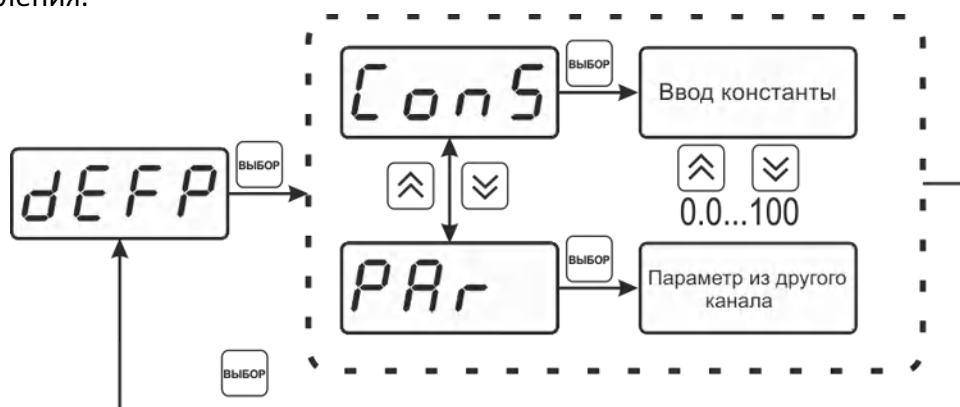 ления.
ConS
ВЫБОР
Ввод константы
dEFP
ВЫБОР
0.0...100
PAr
ВЫБОР
Параметр из другого
канала
ВЫБОР